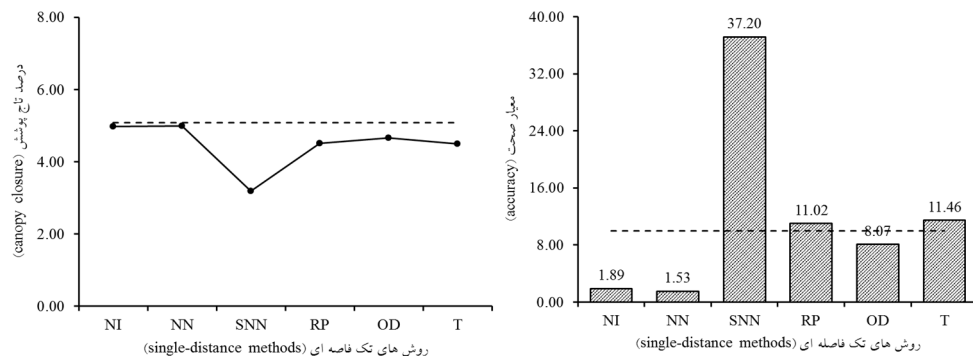 درصد تاج پوشش (canopy closure)
8.00
6.00
4.00
2.00
0.00
NI NN SNN RP OD T
روش های تک فاصه ای (single-distance methods)
معیار صحت (accuracy)
40.00
32.00
24.00
16.00
8.00
0.00
1.89
1.53
37.20
11.02
8.07
11.46
NI NN SNN RP OD T
روش های تک فاصله ای (single-distance methods)